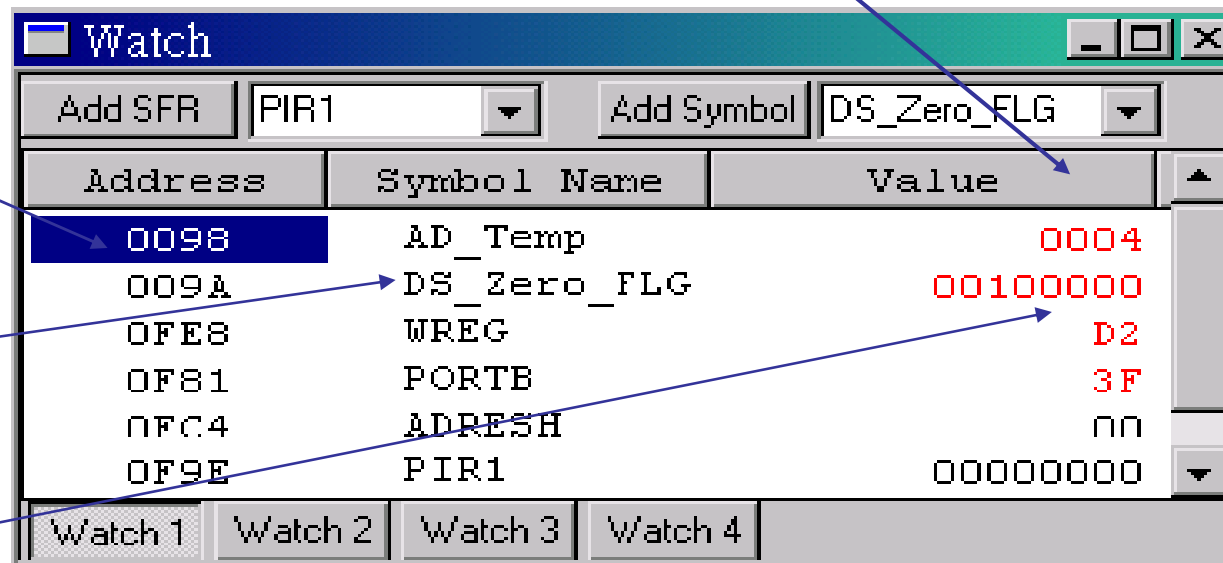 Watch
Add SFR PIR1 Add Symbol DS_Zero_FLG
Address Symbol Name Value
0098 AD_Temp 0004
009A DS_Zero_FLG 00100000
0FE8 WREG D2
0F81 PORTB 3F
0FC4 ADRESH 00
0F9E PIR1 00000000
Watch 1 Watch 2 Watch 3 Watch 4